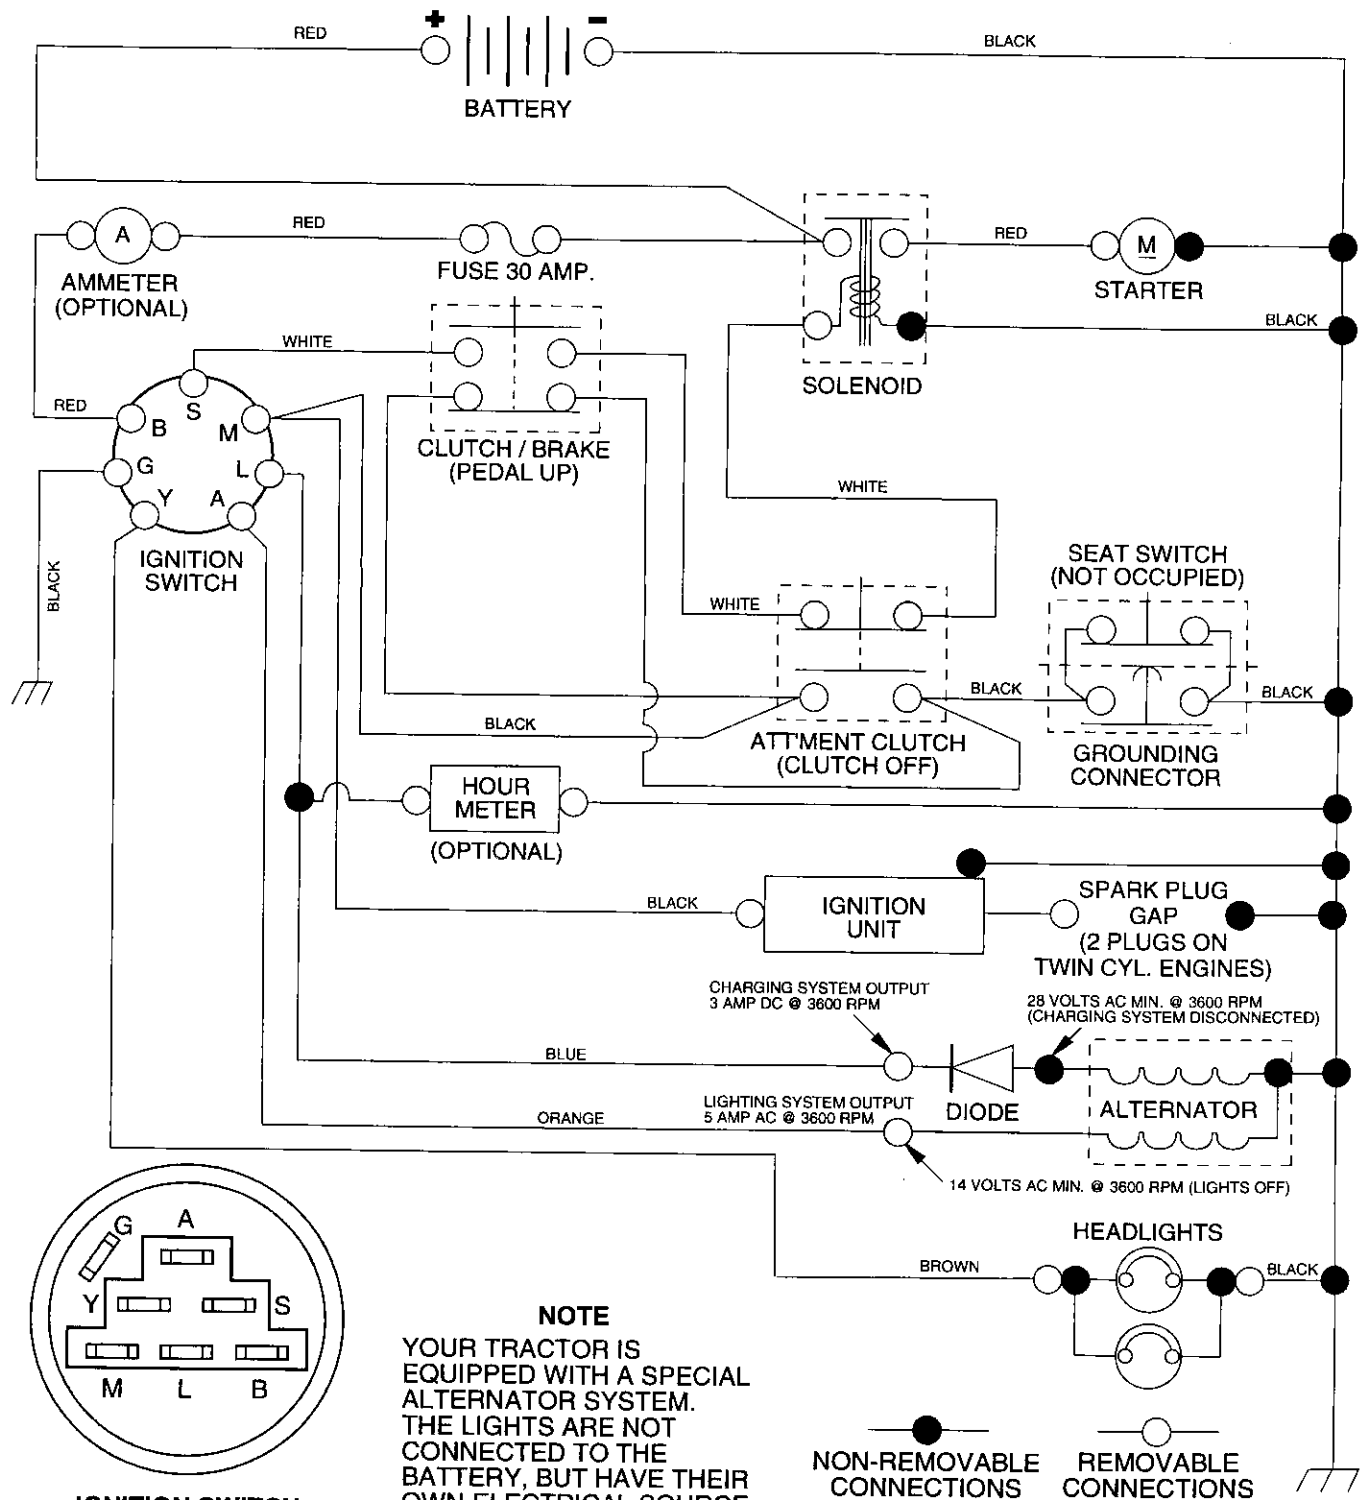 + -
RED
BLACK
BATTERY
A
RED
RED
M
AMMETER
(OPTIONAL)
FUSE 30 AMP.
STARTER
WHITE
BLACK
SOLENOID
RED
S
B
M
G
L
Y
A
CLUTCH / BRAKE
(PEDAL UP)
WHITE
IGNITION
SWITCH
BLACK
SEAT SWITCH
(NOT OCCUPIED)
WHITE
BLACK
BLACK
BLACK
ATT'MENT CLUTCH
(CLUTCH OFF)
GROUNDING
CONNECTOR
HOUR
METER
(OPTIONAL)
BLACK
IGNITION
UNIT
SPARK PLUG
GAP
(2 PLUGS ON
TWIN CYL. ENGINES)
CHARGING SYSTEM OUTPUT
3 AMP DC @ 3600 RPM
28 VOLTS AC MIN. @ 3600 RPM
(CHARGING SYSTEM DISCONNECTED)
BLUE
DIODE
ALTERNATOR
ORANGE
LIGHTING SYSTEM OUTPUT
5 AMP AC @ 3600 RPM
14 VOLTS AC MIN. @ 3600 RPM (LIGHTS OFF)
HEADLIGHTS
BROWN
BLACK
G
A
Y
S
M
L
B
IGNITION SWITCH
NOTE
YOUR TRACTOR IS
EQUIPPED WITH A SPECIAL
ALTERNATOR SYSTEM.
THE LIGHTS ARE NOT
CONNECTED TO THE
BATTERY, BUT HAVE THEIR
OWN ELECTRICAL SOURCE
NON-REMOVABLE
CONNECTIONS
REMOVABLE
CONNECTIONS